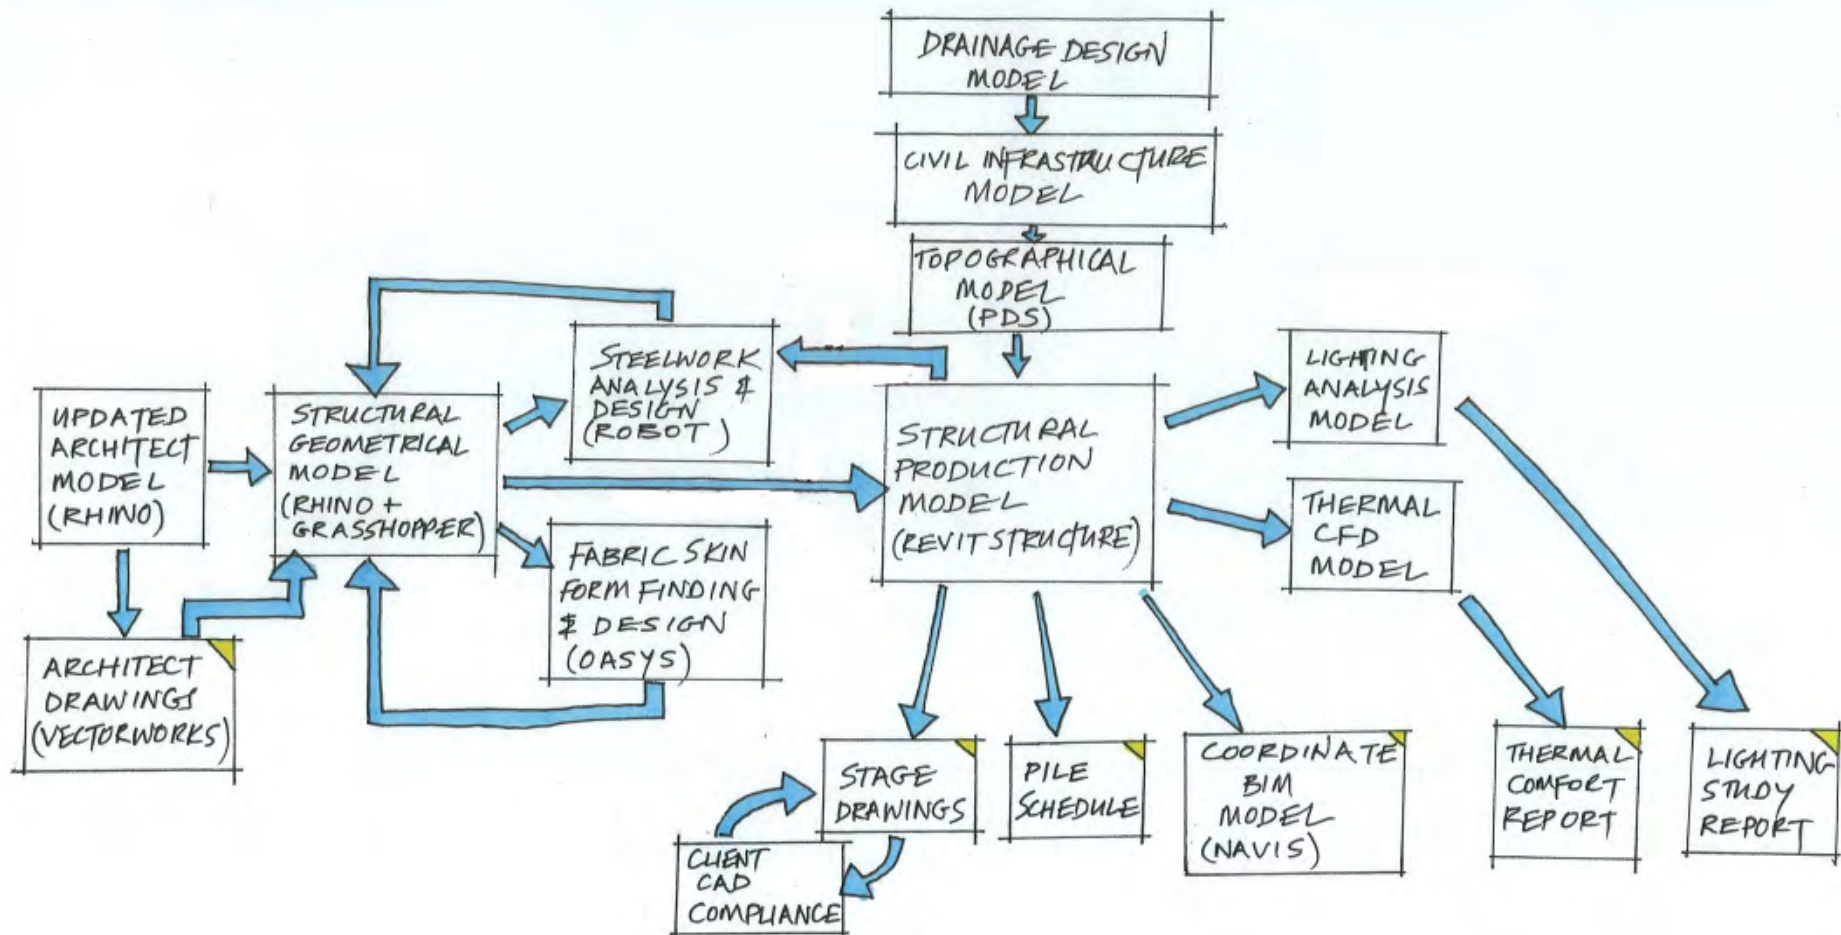 DRAINAGE DESIGN
MODEL
CIVIL INFRASTRUCTURE
MODEL
TOPOGRAPHICAL
MODEL
(PDS)
STEELWORK
ANALYSIS &
DESIGN
(ROBOT)
LIGHTING
ANALYSIS
MODEL
UPDATED
ARCHITECT
MODEL
(RHINO)
STRUCTURAL
GEOMETRICAL
MODEL
(RHINO +
GRASSHOPPER)
STRUCTURAL
PRODUCTION
MODEL
(REVIT STRUCTURE)
THERMAL
CFD
MODEL
FABRIC SKIN
FORM FINDING
& DESIGN
(OASYS)
ARCHITECT
DRAWINGS
(VECTORWORKS)
STAGE
DRAWINGS
PILE
SCHEDULE
COORDINATE
BIM
MODEL
(NAVIS)
THERMAL
COMFORT
REPORT
LIGHTING
STUDY
REPORT
CLIENT
CAD
COMPLIANCE